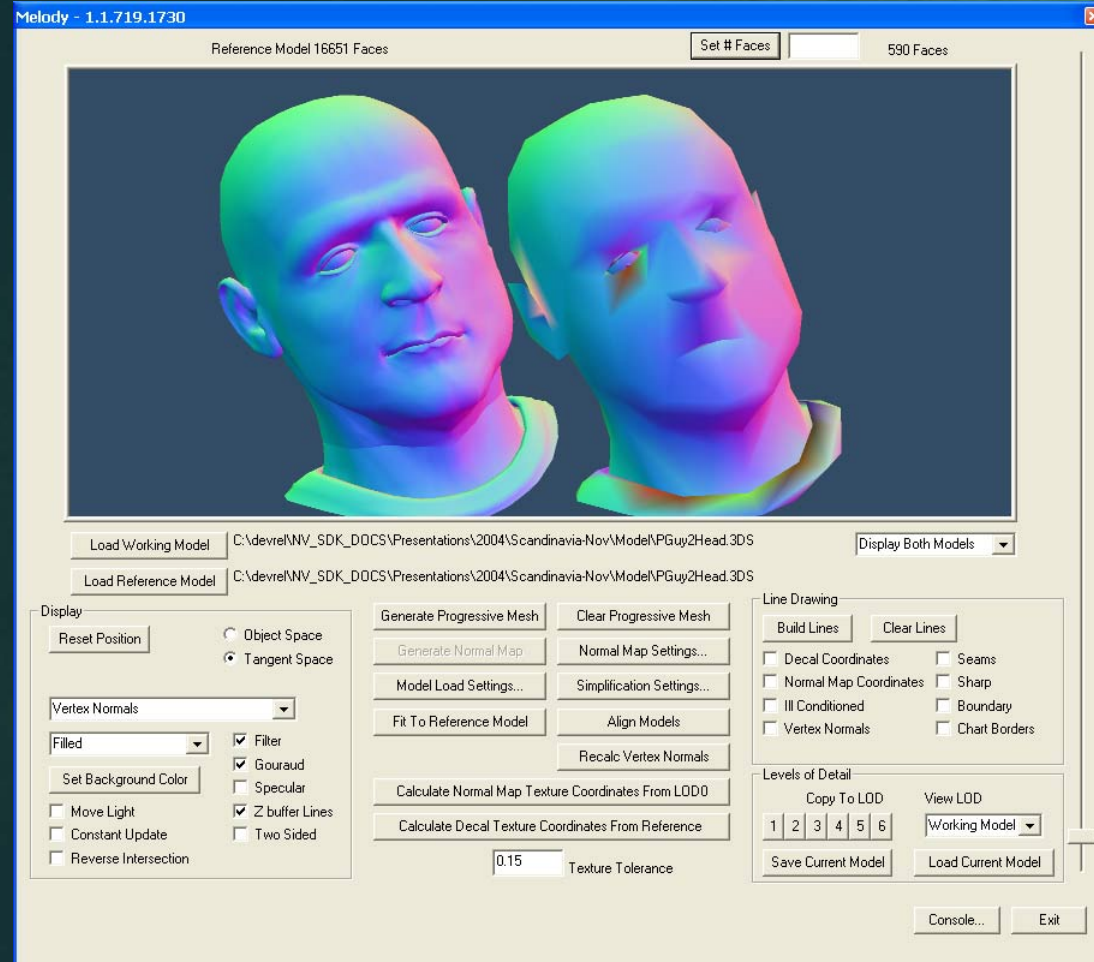 Melody - 1.1.719.1730
Reference Model 16651 Faces
Set # Faces
590 Faces
Load Working Model
C:\devrel\NV_SDK_DOCS\Presentations\2004\Scandinavia-Nov\Model\PGuy2Head.3DS
Display Both Models
Load Reference Model
C:\devrel\NV_SDK_DOCS\Presentations\2004\Scandinavia-Nov\Model\PGuy2Head.3DS
Display
Reset Position
Object Space
Tangent Space
Vertex Normals
Filled
Filter
Gouraud
Set Background Color
Specular
Move Light
Z buffer Lines
Constant Update
Two Sided
Reverse Intersection
Generate Progressive Mesh
Clear Progressive Mesh
Generate Normal Map
Normal Map Settings...
Model Load Settings...
Simplification Settings...
Fit To Reference Model
Align Models
Recalc Vertex Normals
Calculate Normal Map Texture Coordinates From LOD0
Calculate Decal Texture Coordinates From Reference
0.15
Texture Tolerance
Line Drawing
Build Lines
Clear Lines
Decal Coordinates
Seams
Normal Map Coordinates
Sharp
Ill Conditioned
Boundary
Vertex Normals
Chart Borders
Levels of Detail
Copy To LOD
View LOD
1 2 3 4 5 6
Working Model
Save Current Model
Load Current Model
Console...
Exit